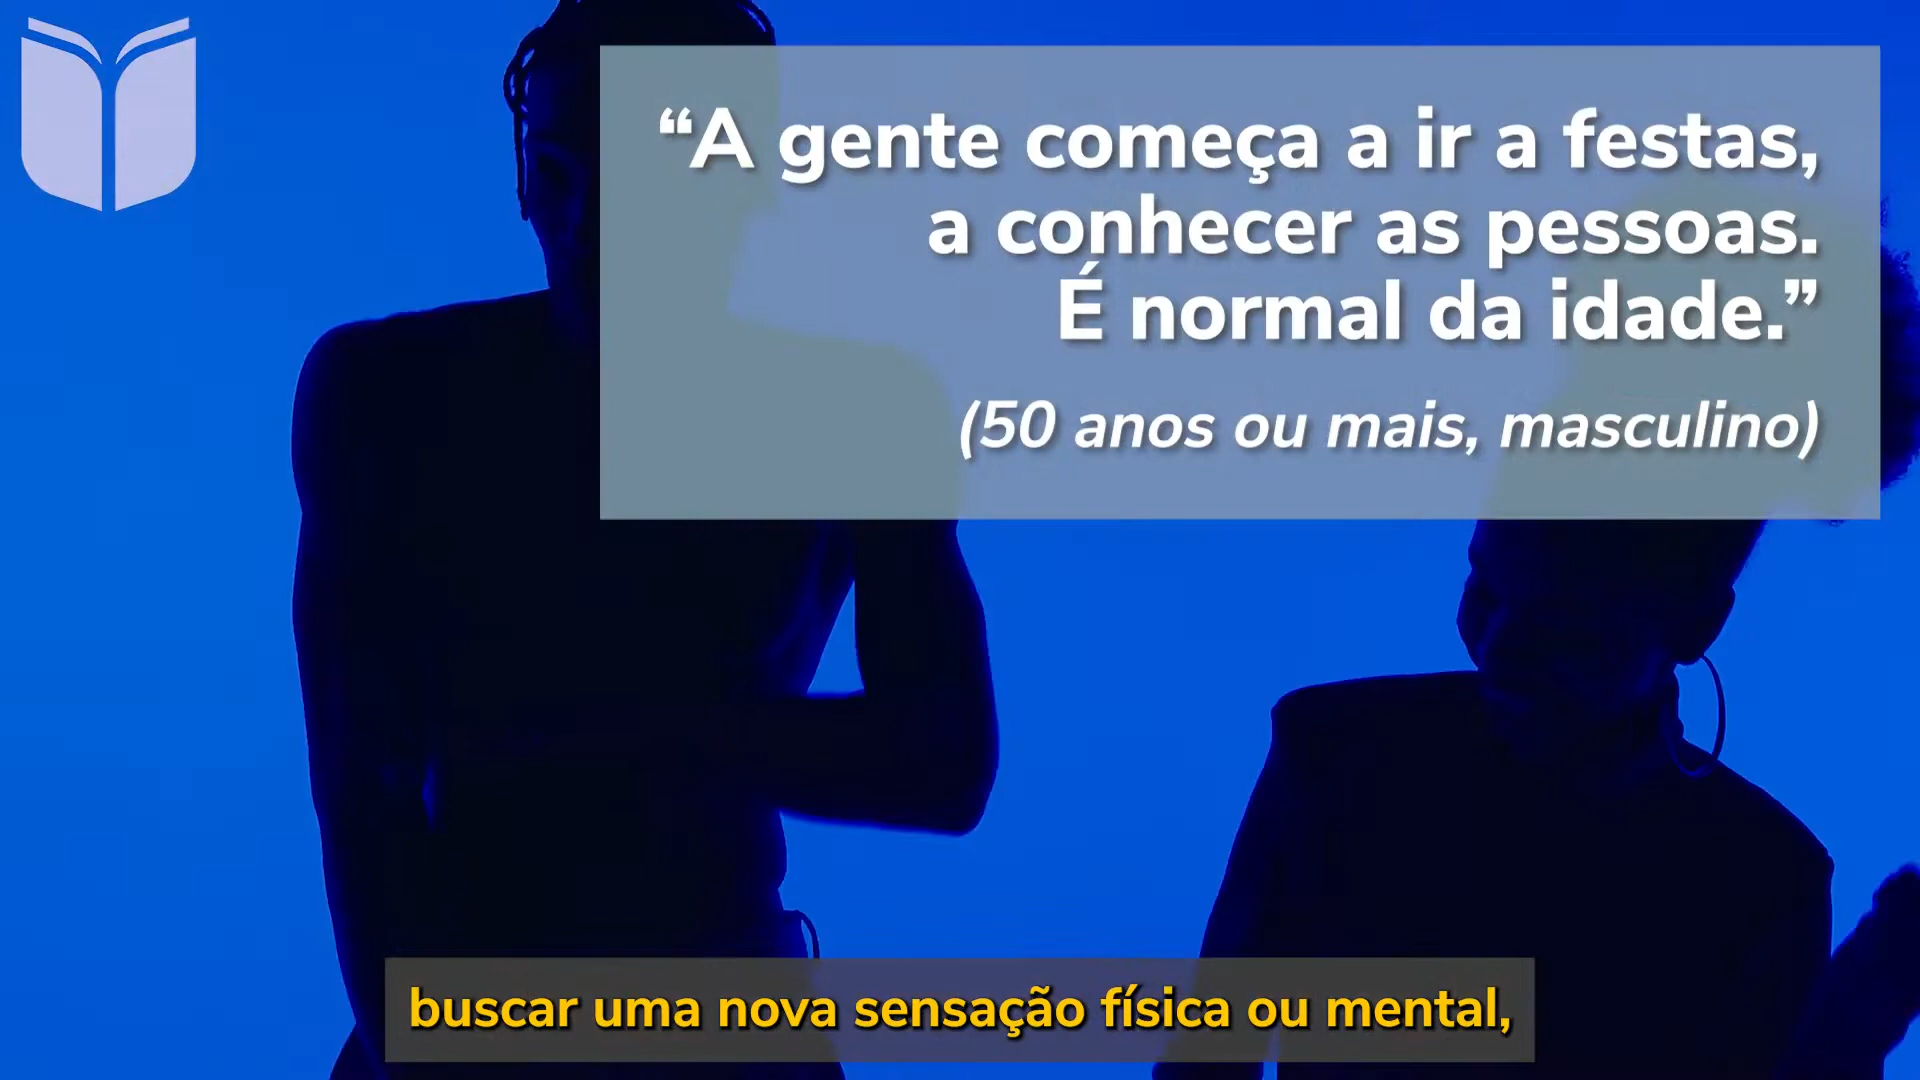 “A gente começa a ir a festas,
a conhecer as pessoas.
É normal da idade.”
(50 anos ou mais, masculino)
buscar uma nova sensação física ou mental,